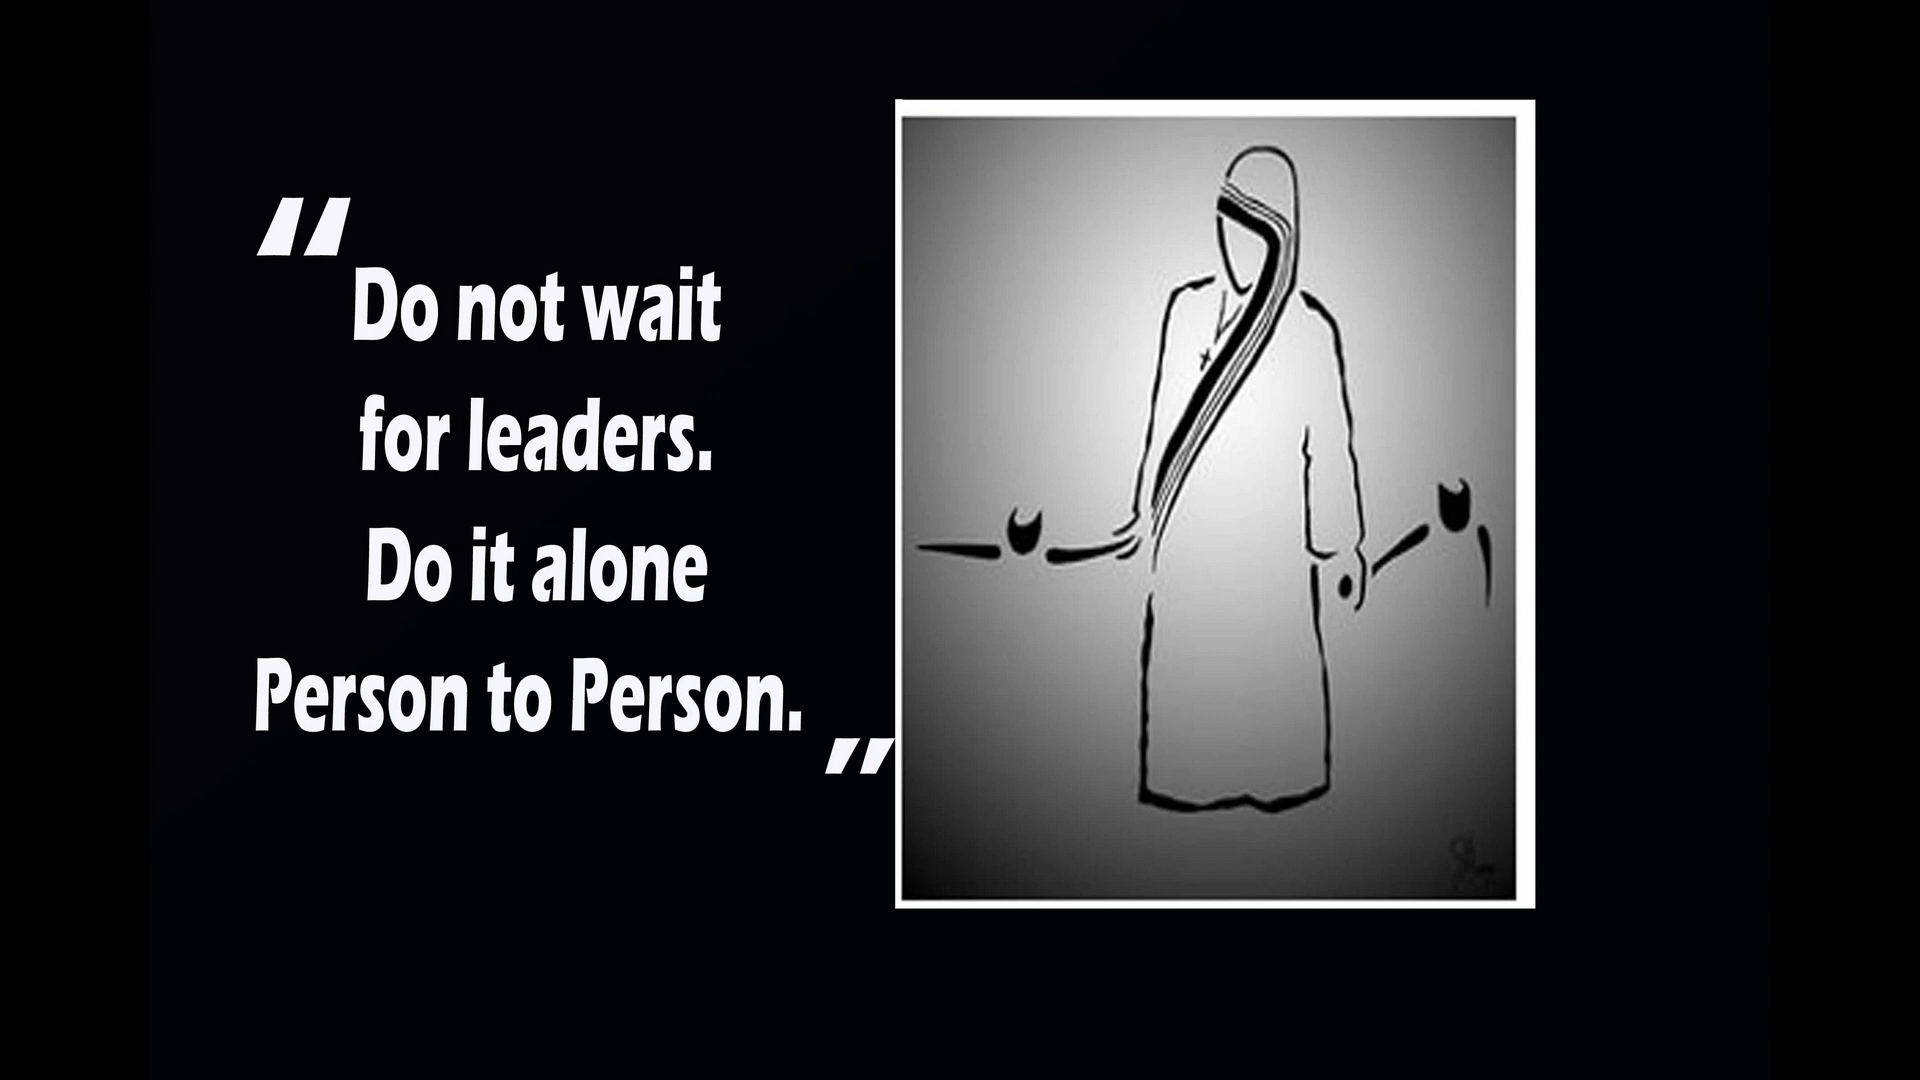 “Do not wait
for leaders.
Do it alone
Person to Person.”